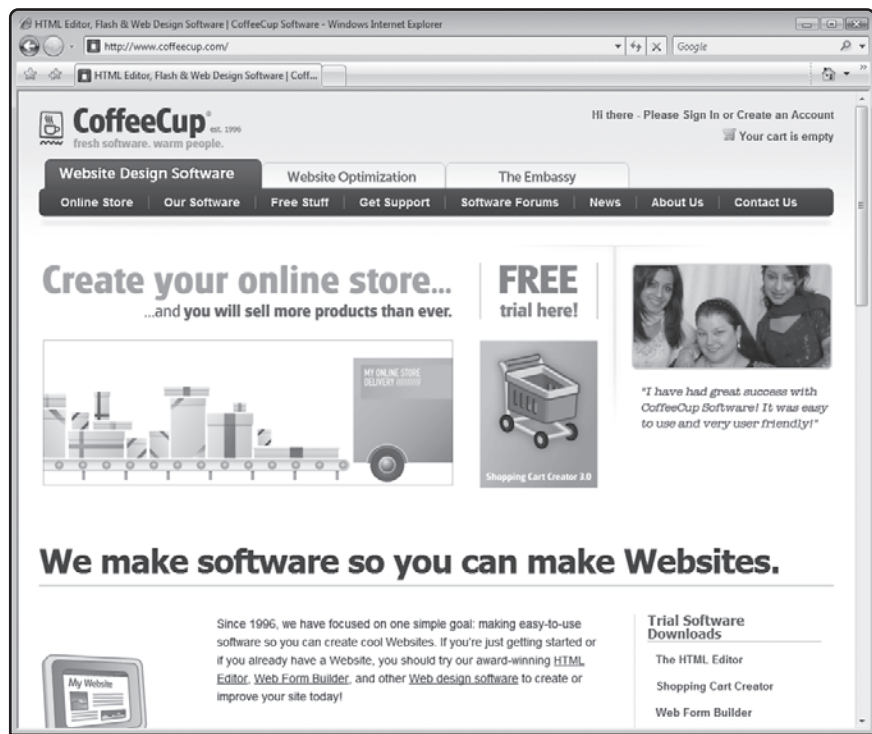 HTML Editor, Flash & Web Design Software | CoffeeCup Software - Windows Internet Explorer
http://www.coffeecup.com/
Google
HTML Editor, Flash & Web Design Software | Coff...
CoffeeCup® est. 1996
fresh software. warm people.
Hi there - Please Sign In or Create an Account
Your cart is empty
Website Design Software
Website Optimization
The Embassy
Online Store | Our Software | Free Stuff | Get Support | Software Forums | News | About Us | Contact Us
Create your online store...
...and you will sell more products than ever.
FREE
trial here!
MY ONLINE STORE
DELIVERY
Shopping Cart Creator 3.0
"I have had great success with
CoffeeCup Software! It was easy
to use and very user friendly!"
We make software so you can make Websites.
Since 1996, we have focused on one simple goal: making easy-to-use
software so you can create cool Websites. If you're just getting started or
if you already have a Website, you should try our award-winning HTML
Editor, Web Form Builder, and other Web design software to create or
improve your site today!
My Website
Trial Software
Downloads
The HTML Editor
Shopping Cart Creator
Web Form Builder